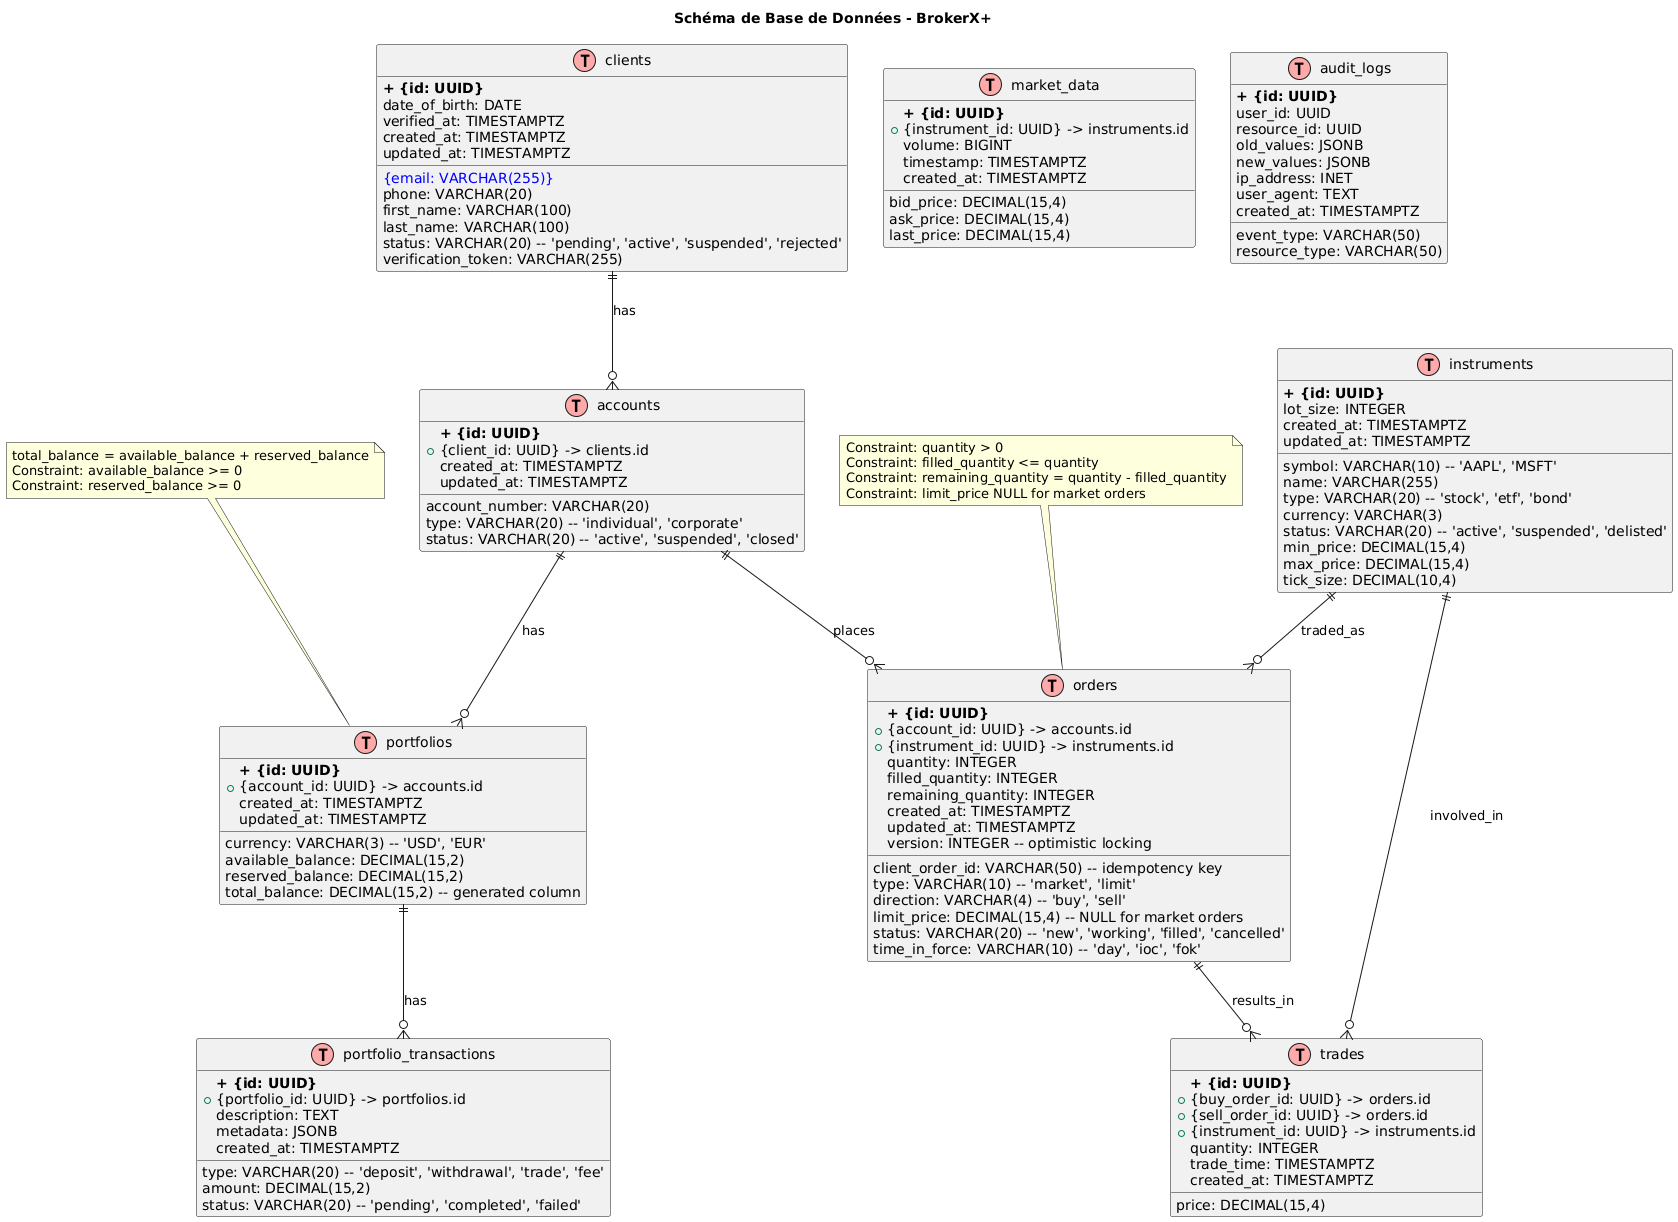 Schéma de Base de Données - BrokerX+
T clients
+ {id: UUID}
date_of_birth: DATE
verified_at: TIMESTAMPTZ
created_at: TIMESTAMPTZ
updated_at: TIMESTAMPTZ
{email: VARCHAR(255)}
phone: VARCHAR(20)
first_name: VARCHAR(100)
last_name: VARCHAR(100)
status: VARCHAR(20) -- 'pending', 'active', 'suspended', 'rejected'
verification_token: VARCHAR(255)
T market_data
+ {id: UUID}
{instrument_id: UUID} -> instruments.id
volume: BIGINT
timestamp: TIMESTAMPTZ
created_at: TIMESTAMPTZ
bid_price: DECIMAL(15,4)
ask_price: DECIMAL(15,4)
last_price: DECIMAL(15,4)
T audit_logs
+ {id: UUID}
user_id: UUID
resource_id: UUID
old_values: JSONB
new_values: JSONB
ip_address: INET
user_agent: TEXT
created_at: TIMESTAMPTZ
event_type: VARCHAR(50)
resource_type: VARCHAR(50)
has
T accounts
+ {id: UUID}
{client_id: UUID} -> clients.id
created_at: TIMESTAMPTZ
updated_at: TIMESTAMPTZ
account_number: VARCHAR(20)
type: VARCHAR(20) -- 'individual', 'corporate'
status: VARCHAR(20) -- 'active', 'suspended', 'closed'
T instruments
+ {id: UUID}
lot_size: INTEGER
created_at: TIMESTAMPTZ
updated_at: TIMESTAMPTZ
symbol: VARCHAR(10) -- 'AAPL', 'MSFT'
name: VARCHAR(255)
type: VARCHAR(20) -- 'stock', 'etf', 'bond'
currency: VARCHAR(3)
status: VARCHAR(20) -- 'active', 'suspended', 'delisted'
min_price: DECIMAL(15,4)
max_price: DECIMAL(15,4)
tick_size: DECIMAL(10,4)
total_balance = available_balance + reserved_balance
Constraint: available_balance >= 0
Constraint: reserved_balance >= 0
Constraint: quantity > 0
Constraint: filled_quantity <= quantity
Constraint: remaining_quantity = quantity - filled_quantity
Constraint: limit_price NULL for market orders
has
places
traded_as
T portfolios
+ {id: UUID}
{account_id: UUID} -> accounts.id
created_at: TIMESTAMPTZ
updated_at: TIMESTAMPTZ
currency: VARCHAR(3) -- 'USD', 'EUR'
available_balance: DECIMAL(15,2)
reserved_balance: DECIMAL(15,2)
total_balance: DECIMAL(15,2) -- generated column
T orders
+ {id: UUID}
{account_id: UUID} -> accounts.id
{instrument_id: UUID} -> instruments.id
quantity: INTEGER
filled_quantity: INTEGER
remaining_quantity: INTEGER
created_at: TIMESTAMPTZ
updated_at: TIMESTAMPTZ
version: INTEGER -- optimistic locking
client_order_id: VARCHAR(50) -- idempotency key
type: VARCHAR(10) -- 'market', 'limit'
direction: VARCHAR(4) -- 'buy', 'sell'
limit_price: DECIMAL(15,4) -- NULL for market orders
status: VARCHAR(20) -- 'new', 'working', 'filled', 'cancelled'
time_in_force: VARCHAR(10) -- 'day', 'ioc', 'fok'
involved_in
has
results_in
T portfolio_transactions
+ {id: UUID}
{portfolio_id: UUID} -> portfolios.id
description: TEXT
metadata: JSONB
created_at: TIMESTAMPTZ
type: VARCHAR(20) -- 'deposit', 'withdrawal', 'trade', 'fee'
amount: DECIMAL(15,2)
status: VARCHAR(20) -- 'pending', 'completed', 'failed'
T trades
+ {id: UUID}
{buy_order_id: UUID} -> orders.id
{sell_order_id: UUID} -> orders.id
{instrument_id: UUID} -> instruments.id
quantity: INTEGER
trade_time: TIMESTAMPTZ
created_at: TIMESTAMPTZ
price: DECIMAL(15,4)